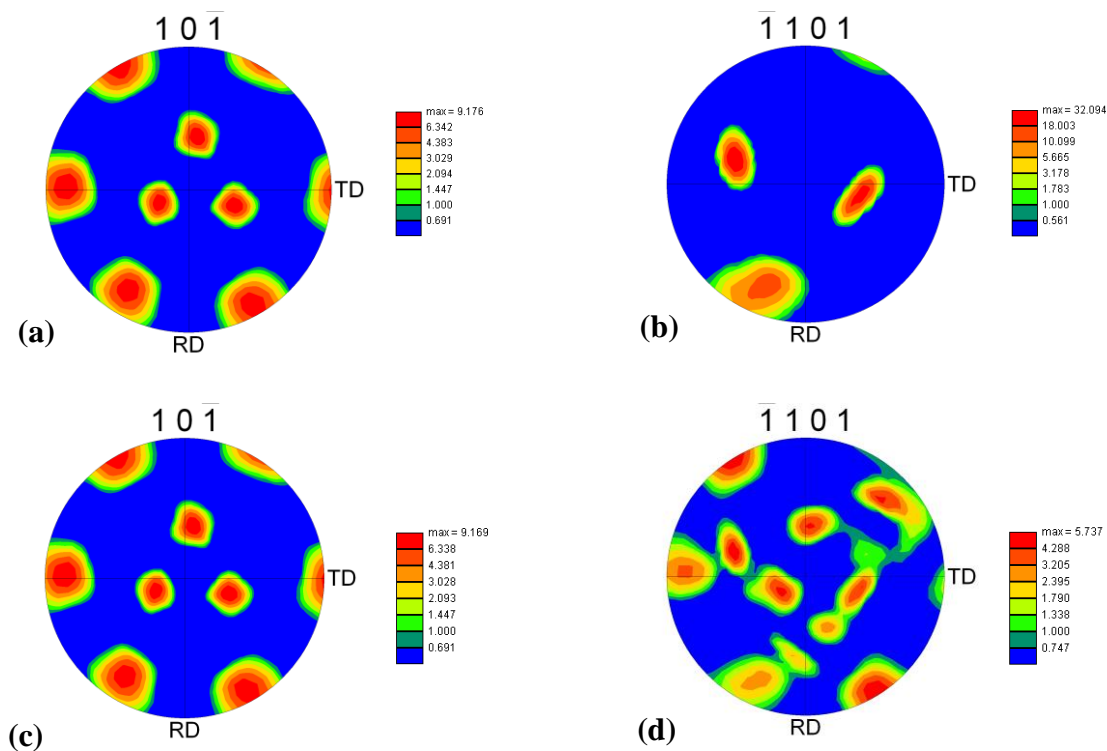 1 0 1̅
max = 9.176
6.342
4.383
3.029
2.094
1.447
1.000
0.691
TD
RD
(a)
1̅ 1 0 1
max = 32.094
18.003
10.099
5.665
3.178
1.783
1.000
0.561
TD
RD
(b)
1 0 1̅
max = 9.169
6.338
4.381
3.028
2.093
1.447
1.000
0.691
TD
RD
(c)
1̅ 1 0 1
max = 5.737
4.288
3.205
2.395
1.790
1.338
1.000
0.747
TD
RD
(d)